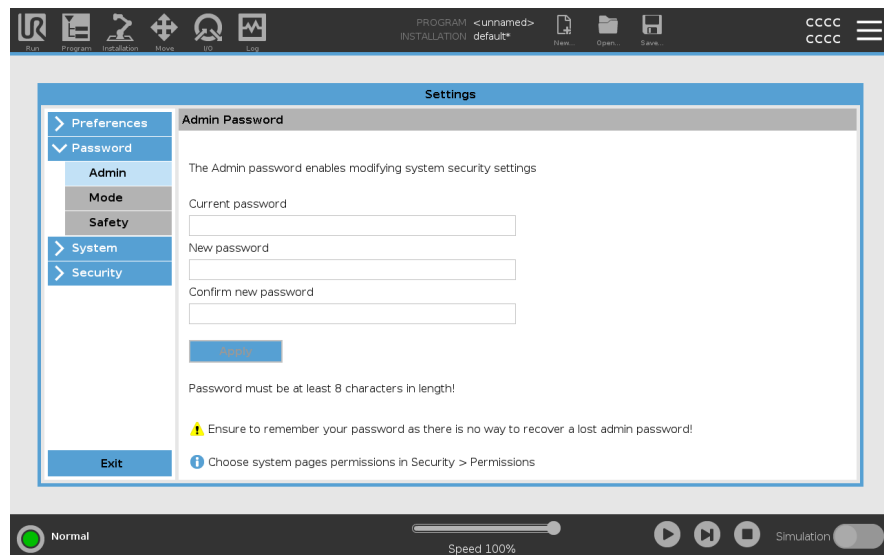 PROGRAM <unnamed>
INSTALLATION default*
cccc
cccc
Run Program Installation Move I/O Log New... Open... Save...
Settings
Preferences
Password
Admin
Mode
Safety
System
Security
Exit
Admin Password
The Admin password enables modifying system security settings
Current password
New password
Confirm new password
Apply
Password must be at least 8 characters in length!
Ensure to remember your password as there is no way to recover a lost admin password!
Choose system pages permissions in Security > Permissions
Normal
Speed 100%
Simulation